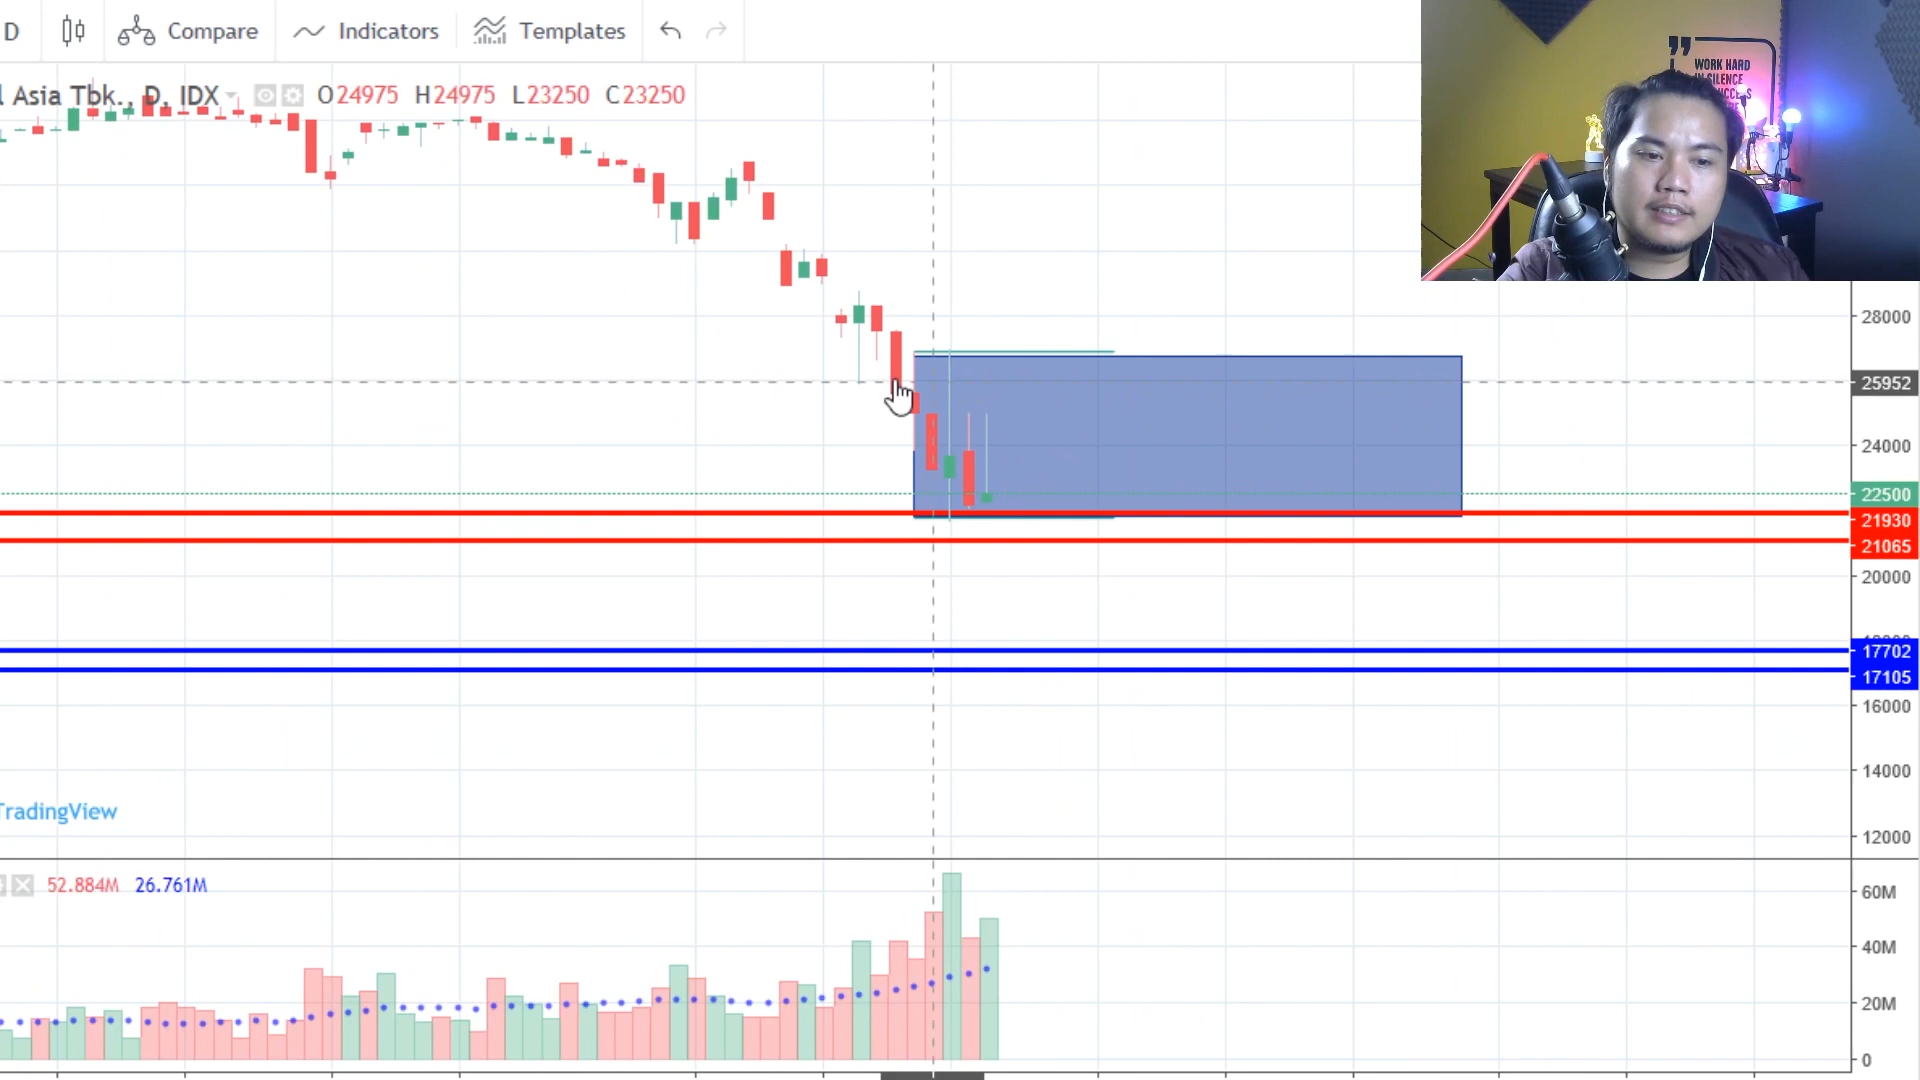 D Compare Indicators Templates
l Asia Tbk., D, IDX O24975 H24975 L23250 C23250
WORK HARD
IN SILENCE
28000
25952
24000
22500
21930
21065
20000
17702
17105
16000
14000
TradingView
12000
52.884M 26.761M
60M
40M
20M
0